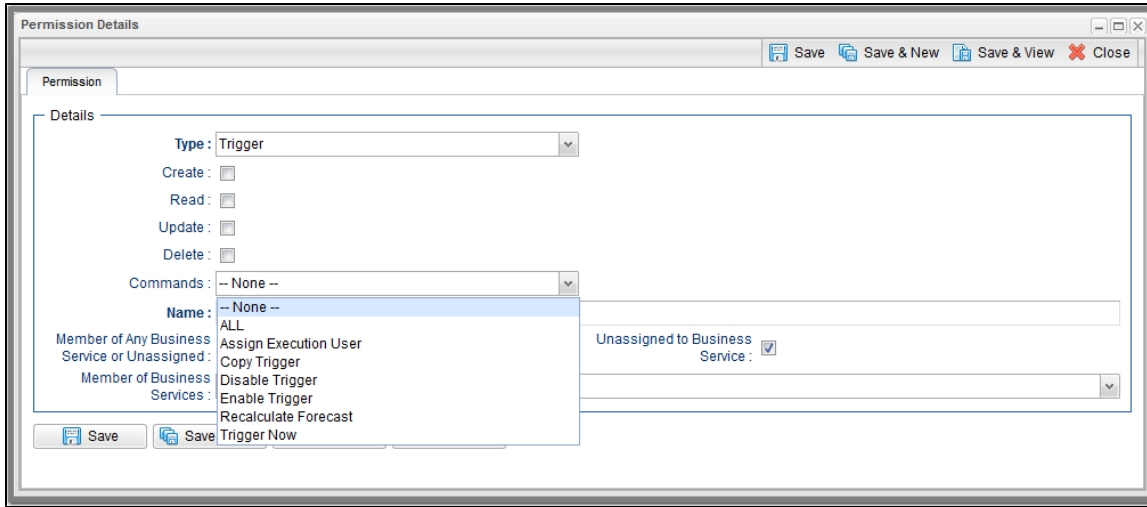 Permission Details
Save Save & New Save & View Close
Permission
Details
Type : Trigger
Create :
Read :
Update :
Delete :
Commands : -- None --
Name :
-- None --
ALL
Assign Execution User
Copy Trigger
Disable Trigger
Enable Trigger
Recalculate Forecast
Trigger Now
Member of Any Business
Service or Unassigned :
Unassigned to Business
Service :
Member of Business
Services :
Save Save